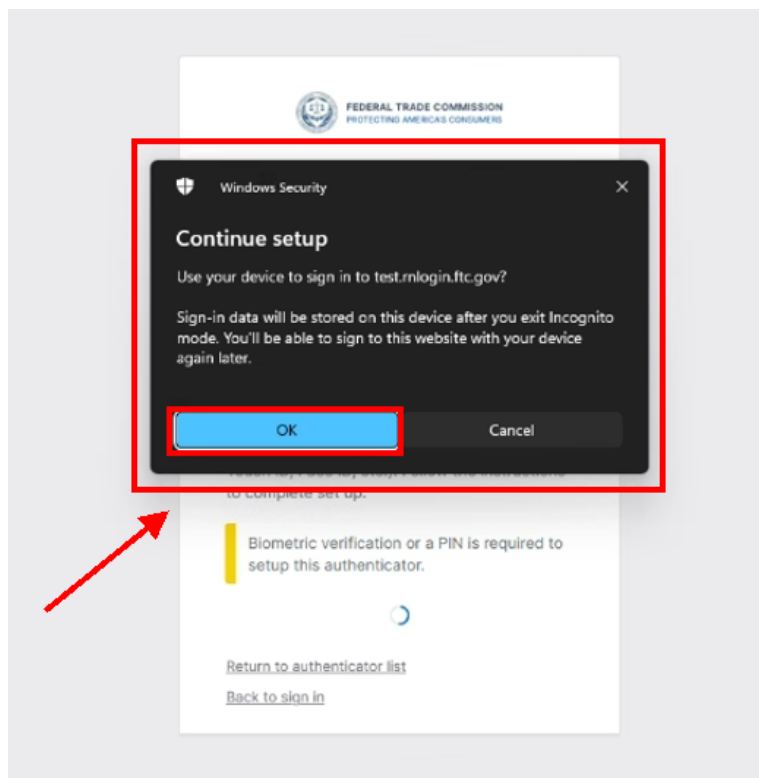 FEDERAL TRADE COMMISSION
PROTECTING AMERICA'S CONSUMERS
Windows Security
Continue setup
Use your device to sign in to test.rnlogin.ftc.gov?
Sign-in data will be stored on this device after you exit Incognito
mode. You'll be able to sign to this website with your device
again later.
OK
Cancel
to complete set up.
Biometric verification or a PIN is required to
setup this authenticator.
Return to authenticator list
Back to sign in